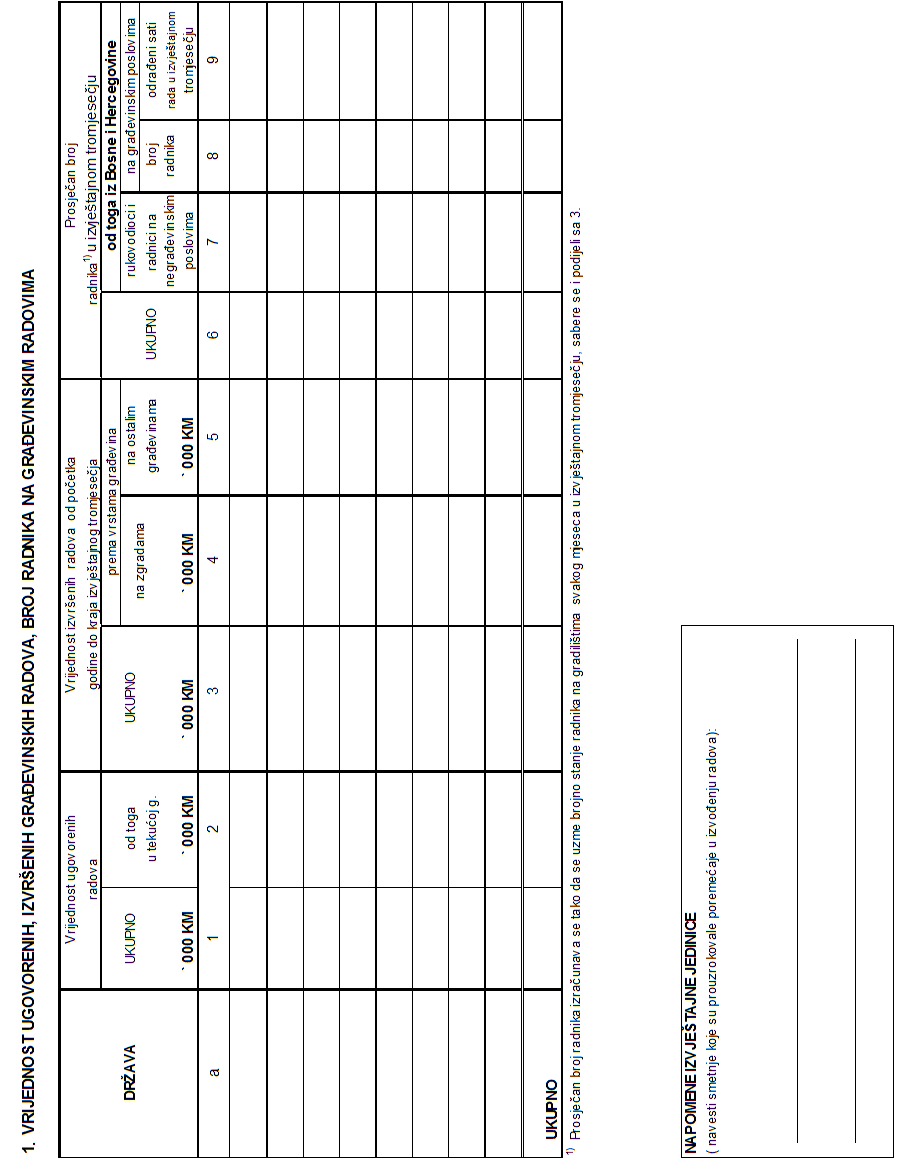 1. VRIJEDNOST UGOVORENIH, IZVRŠENIH GRAĐEVINSKIH RADOVA, BROJ RADNIKA NA GRAĐEVINSKIM RADOVIMA
DRŽAVA
Vrijednost ugovorenih
radova
UKUPNO
` 000 KM
od toga
u tekućoj g.
` 000 KM
Vrijednost izvršenih radova od početka
godine do kraja izvještajnog tromjesečja
UKUPNO
` 000 KM
prema vrstama građevina
na zgradama
` 000 KM
na ostalim
građevinama
` 000 KM
Prosječan broj
radnika1) u izvještajnom tromjesečju
UKUPNO
od toga iz Bosne i Hercegovine
rukovodioci i
radnici na
negrađevinskim
poslovima
na građevinskim poslovima
broj
radnika
odrađeni sati
rada u izvještajnom
tromjesečju
a 1 2 3 4 5 6 7 8 9
UKUPNO
1) Prosječan broj radnika izračunava se tako da se uzme brojno stanje radnika na gradilištima svakog mjeseca u izvještajnom tromjesečju, sabere se i podijeli sa 3.
NAPOMENE IZVJEŠTAJNE JEDINICE
( navesti smetnje koje su prouzrokovale poremećaje u izvođenju radova):